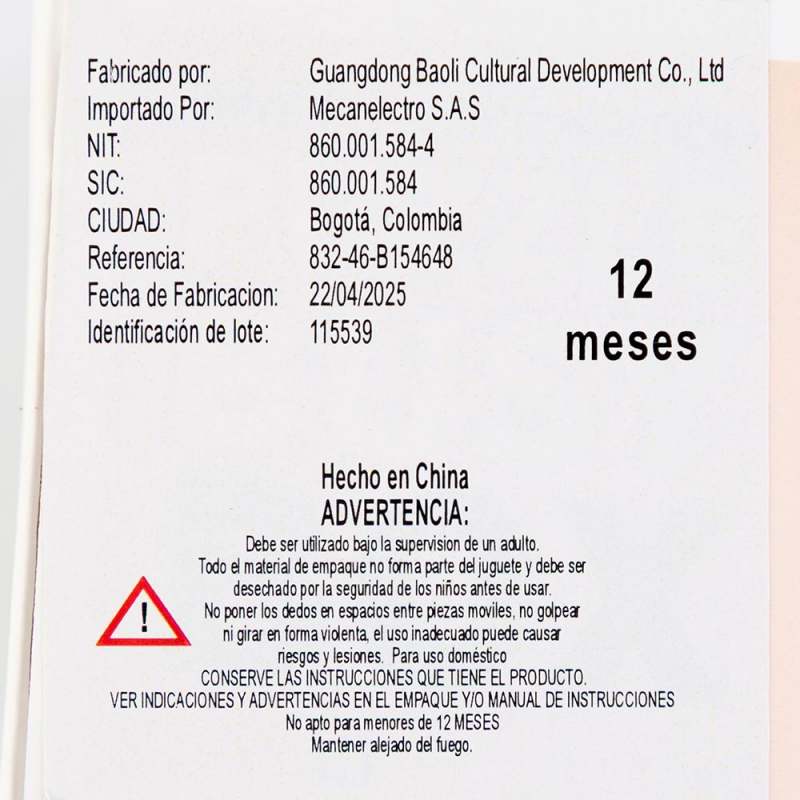 Fabricado por: Guangdong Baoli Cultural Development Co., Ltd
Importado Por: Mecanelectro S.A.S
NIT: 860.001.584-4
SIC: 860.001.584
CIUDAD: Bogotá, Colombia
Referencia: 832-46-B154648
Fecha de Fabricacion: 22/04/2025
Identificación de lote: 115539
12
meses
Hecho en China
ADVERTENCIA:
Debe ser utilizado bajo la supervision de un adulto.
Todo el material de empaque no forma parte del juguete y debe ser
desechado por la seguridad de los niños antes de usar.
No poner los dedos en espacios entre piezas moviles, no golpear
ni girar en forma violenta, el uso inadecuado puede causar
riesgos y lesiones. Para uso doméstico
CONSERVE LAS INSTRUCCIONES QUE TIENE EL PRODUCTO.
VER INDICACIONES Y ADVERTENCIAS EN EL EMPAQUE Y/O MANUAL DE INSTRUCCIONES
No apto para menores de 12 MESES
Mantener alejado del fuego.
!